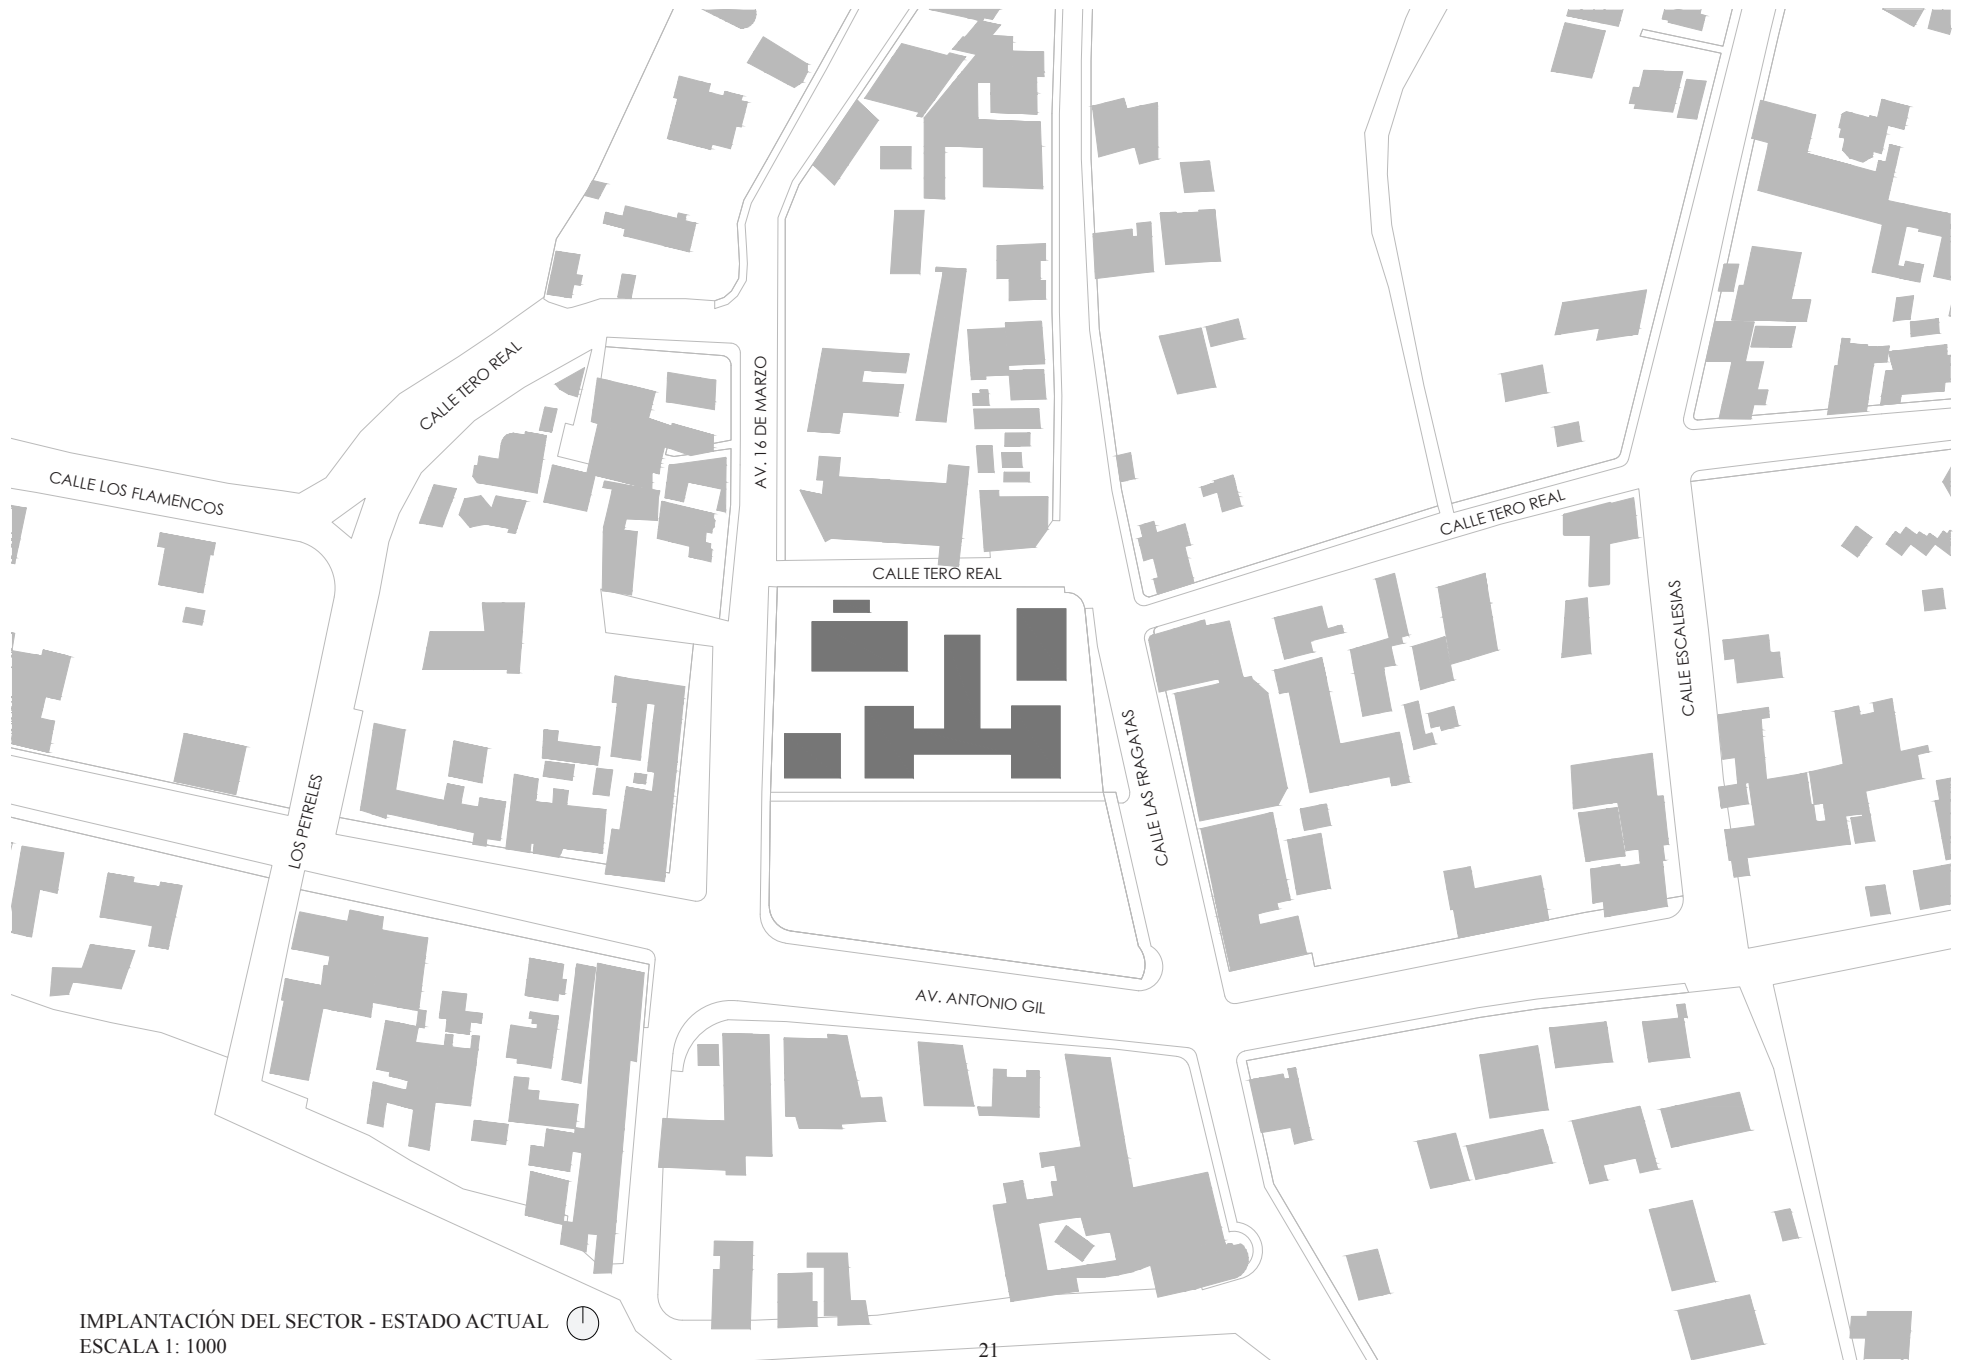 CALLE TERO REAL
AV. 16 DE MARZO
CALLE LOS FLAMENCOS
CALLE TERO REAL
CALLE TERO REAL
CALLE ESCALESIAS
CALLE LAS FRAGATAS
LOS PETRELES
AV. ANTONIO GIL
IMPLANTACIÓN DEL SECTOR - ESTADO ACTUAL
ESCALA 1: 1000
21